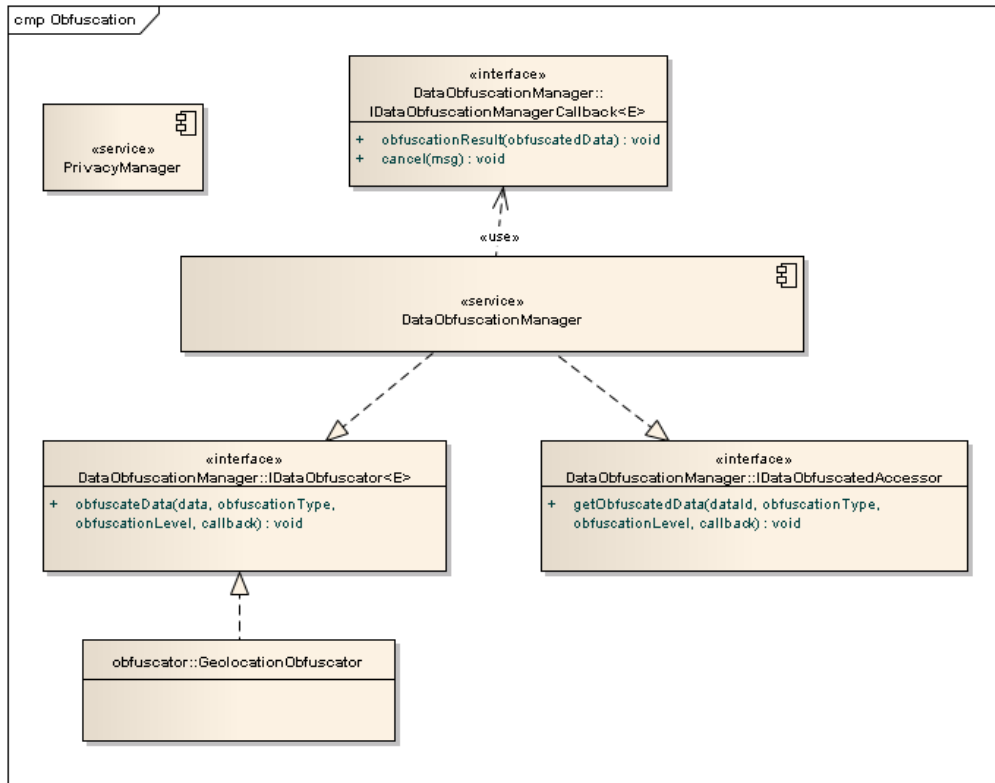 cmp Obfuscation
«interface»
DataObfuscationManager::
IDataObfuscationManagerCallback<E>
+ obfuscationResult(obfuscatedData) : void
+ cancel(msg) : void
«service»
PrivacyManager
«use»
«service»
DataObfuscationManager
«interface»
DataObfuscationManager::IDataObfuscator<E>
+ obfuscateData(data, obfuscationType,
obfuscationLevel, callback) : void
«interface»
DataObfuscationManager::IDataObfuscatedAccessor
+ getObfuscatedData(dataId, obfuscationType,
obfuscationLevel, callback) : void
obfuscator::GeolocationObfuscator